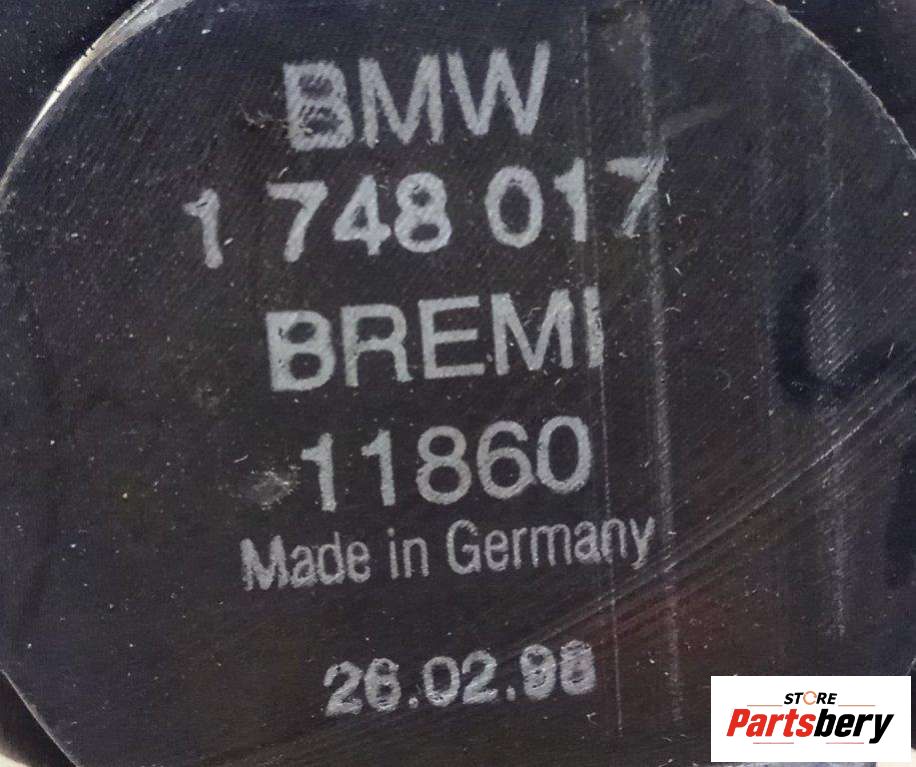 BMW
1 748 017
BREMI
11860
Made in Germany
26.02.98
STORE
Partsbery